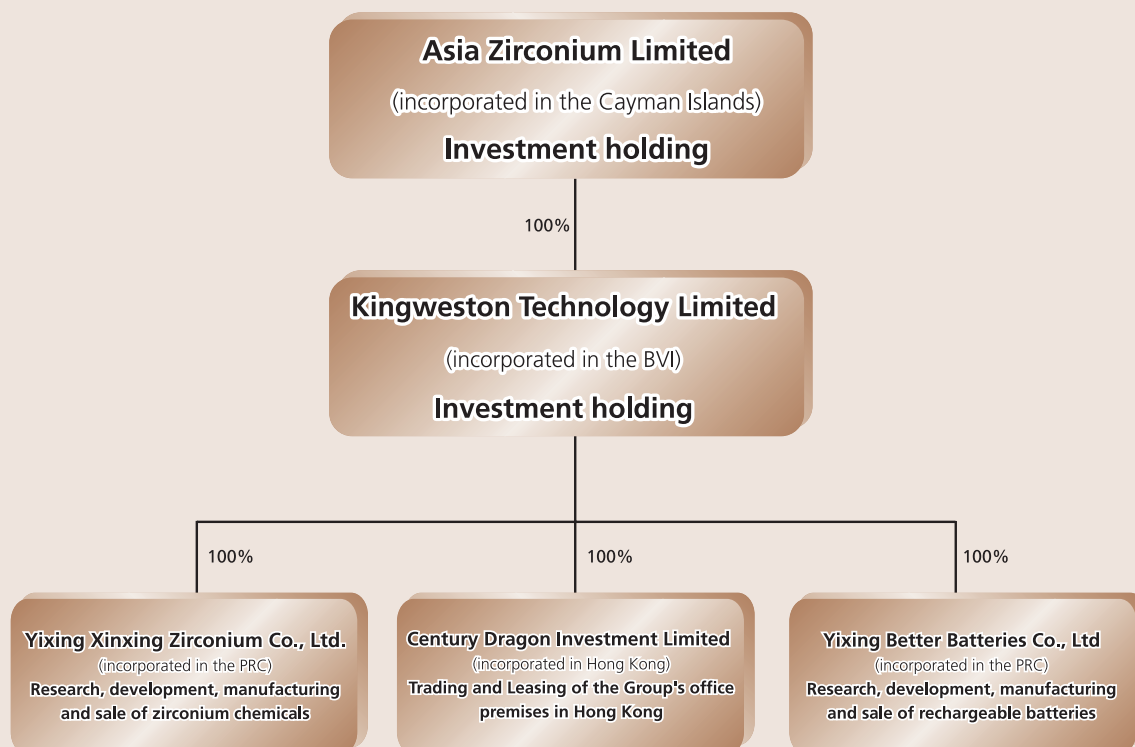 Asia Zirconium Limited
(incorporated in the Cayman Islands)
Investment holding
100%
Kingweston Technology Limited
(incorporated in the BVI)
Investment holding
100%
100%
100%
Yixing Xinxing Zirconium Co., Ltd.
(incorporated in the PRC)
Research, development, manufacturing
and sale of zirconium chemicals
Century Dragon Investment Limited
(incorporated in Hong Kong)
Trading and Leasing of the Group's office
premises in Hong Kong
Yixing Better Batteries Co., Ltd
(incorporated in the PRC)
Research, development, manufacturing
and sale of rechargeable batteries